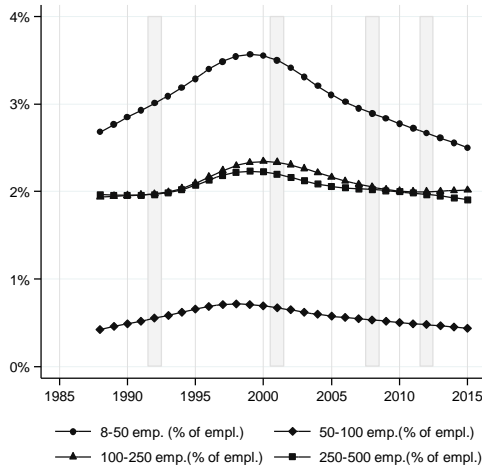 4%
3%
2%
1%
0%
1985 1990 1995 2000 2005 2010 2015
8-50 emp. (% of empl.) 50-100 emp.(% of empl.)
100-250 emp.(% of empl.) 250-500 emp.(% of empl.)